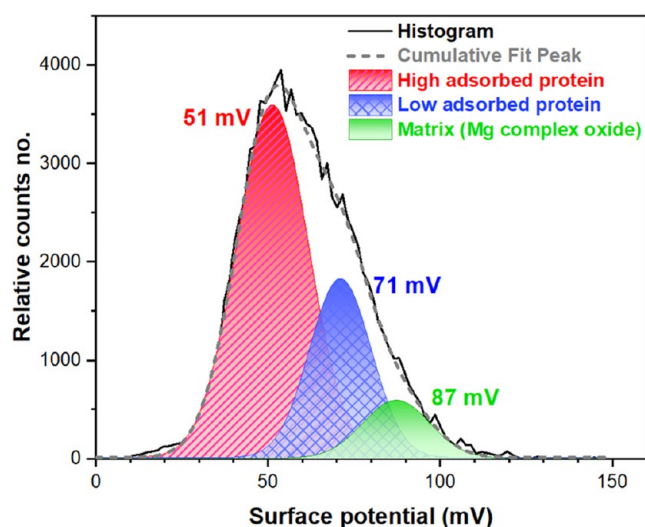 Histogram
Cumulative Fit Peak
High adsorbed protein
Low adsorbed protein
Matrix (Mg complex oxide)
51 mV
71 mV
87 mV
Relative counts no.
4000
3000
2000
1000
0
0 50 100 150
Surface potential (mV)